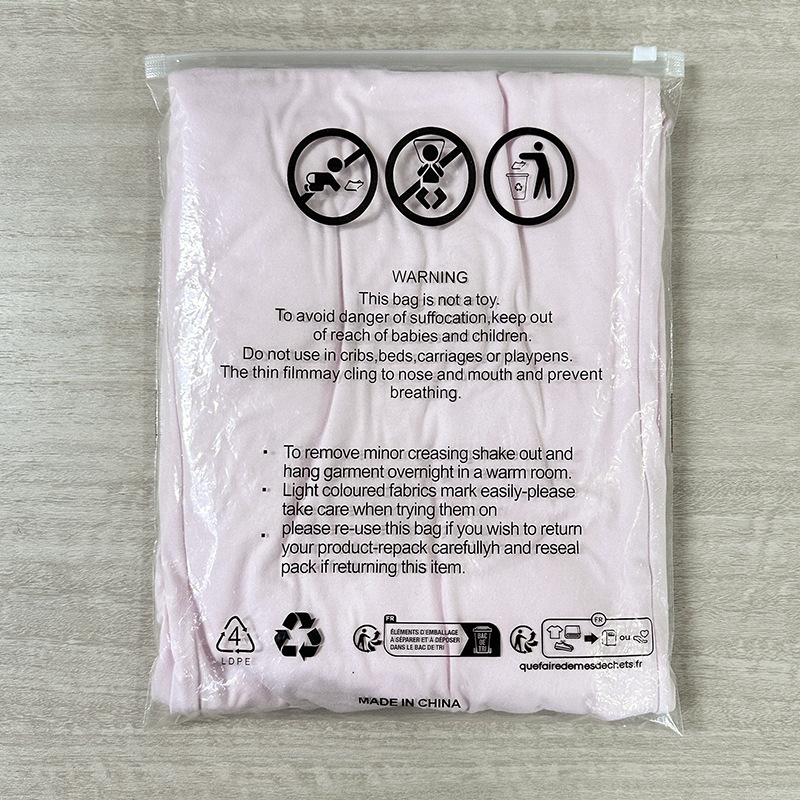 WARNING
This bag is not a toy.
To avoid danger of suffocation,keep out
of reach of babies and children.
Do not use in cribs,beds,carriages or playpens.
The thin filmmay cling to nose and mouth and prevent
breathing.
▪ To remove minor creasing shake out and
hang garment overnight in a warm room.
▪ Light coloured fabrics mark easily-please
take care when trying them on
▪ please re-use this bag if you wish to return
your product-repack carefullyh and reseal
pack if returning this item.
4
LDPE
FR
ÉLÉMENTS D'EMBALLAGE
À SÉPARER ET À DÉPOSER
DANS LE BAC DE TRI
BAC
DE
TRI
FR
OU
quefairedemesdechets.fr
MADE IN CHINA